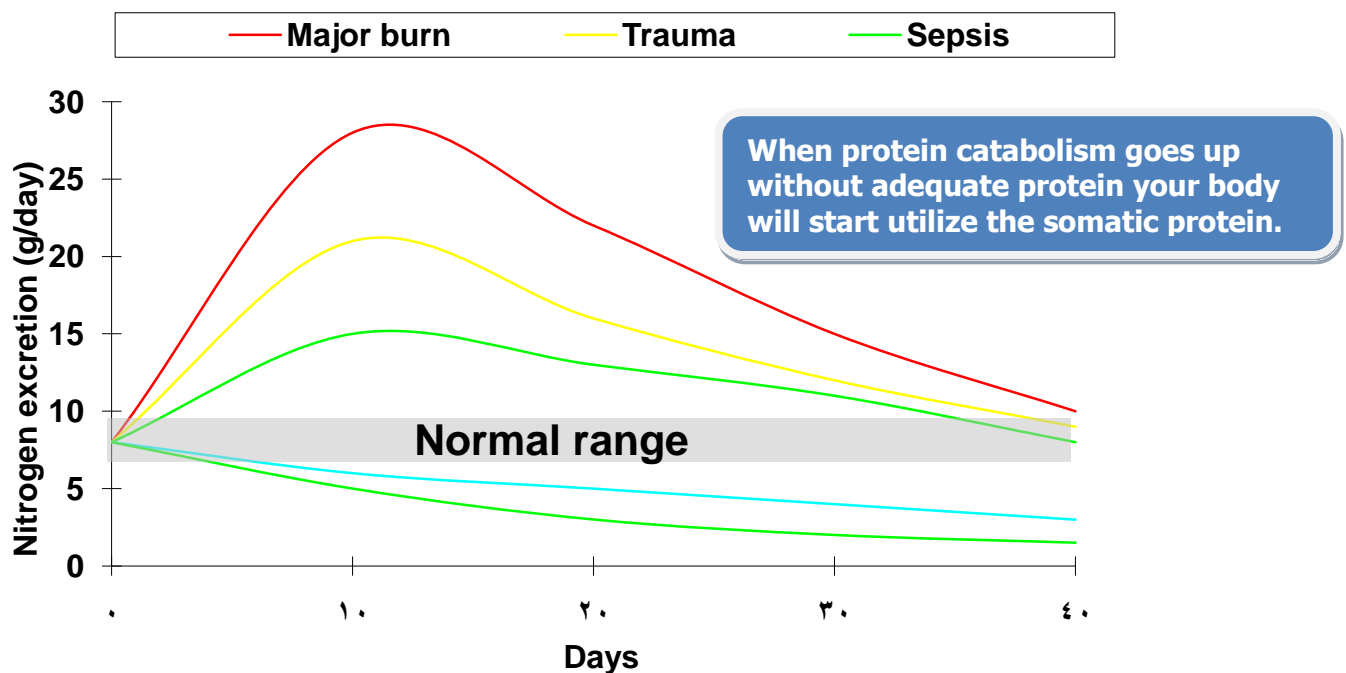 Major burn Trauma Sepsis
When protein catabolism goes up
without adequate protein your body
will start utilize the somatic protein.
Nitrogen excretion (g/day)
30
25
20
15
10
5
0
Normal range
٠ ١٠ ٢٠ ٣٠ ٤٠
Days